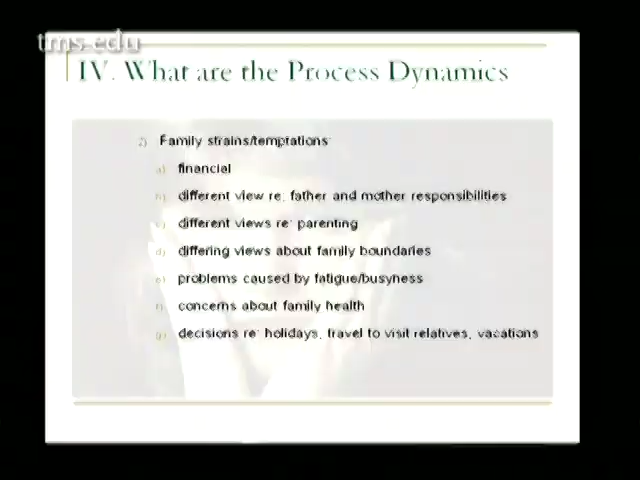 tms.edu
IV. What are the Process Dynamics
2) Family strains/temptations:
a) financial
b) different view re: father and mother responsibilities
c) different views re: parenting
d) differing views about family boundaries
e) problems caused by fatigue/busyness
f) concerns about family health
g) decisions re: holidays, travel to visit relatives, vacations